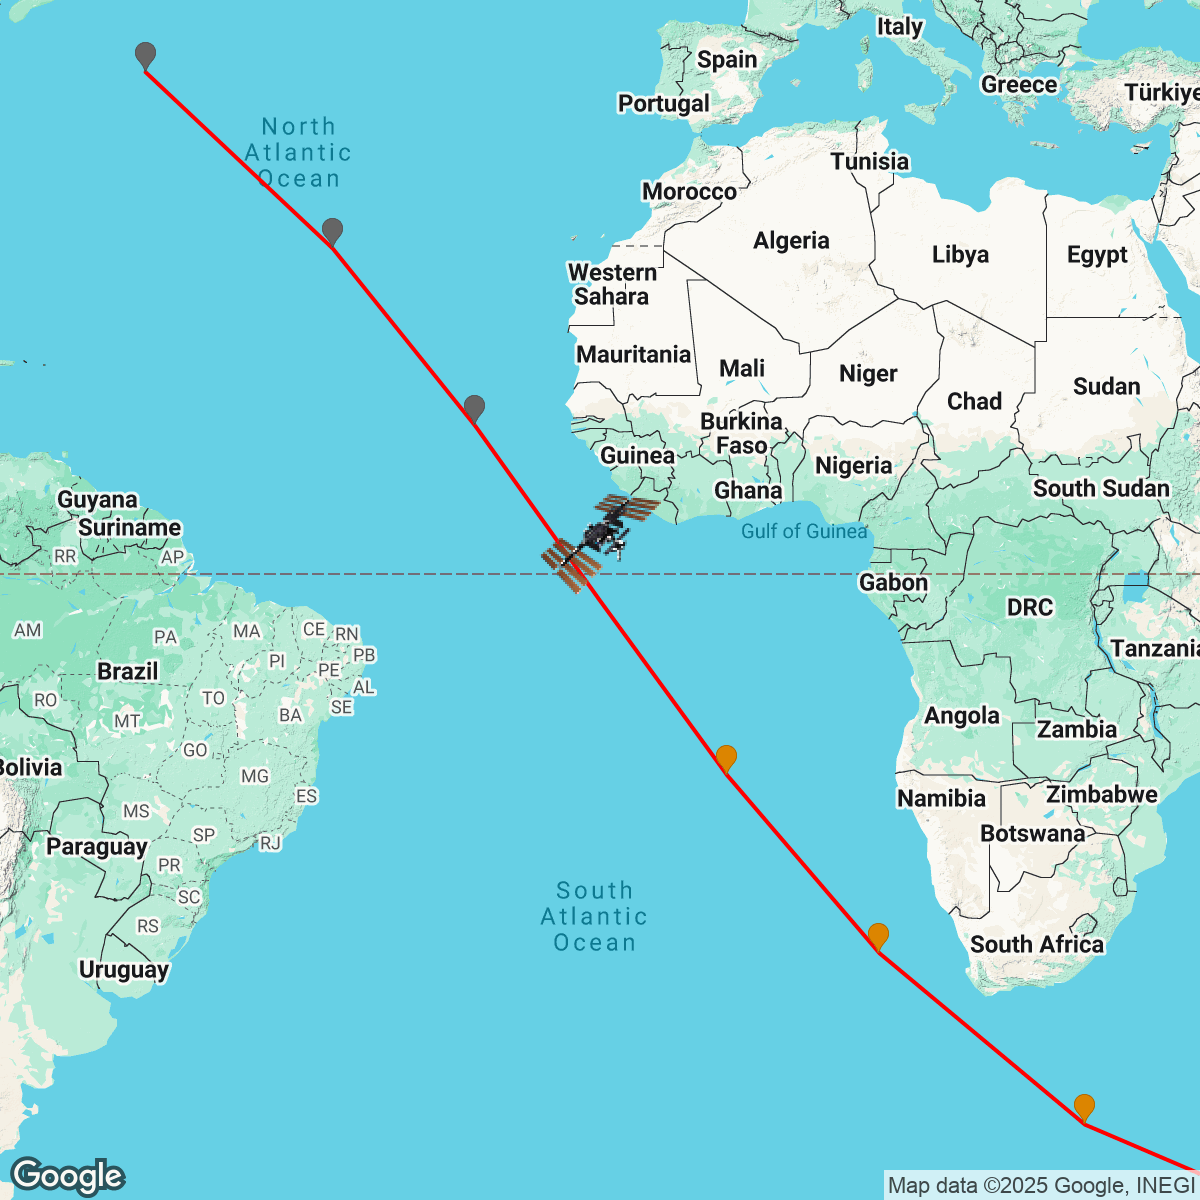 Italy
Spain
Greece
Türkiye
Portugal
North
Atlantic
Ocean
Tunisia
Morocco
Algeria
Libya
Egypt
Western
Sahara
Mauritania
Mali
Niger
Chad
Sudan
Burkina
Faso
Guinea
Nigeria
Ghana
South Sudan
Guyana
Suriname
Gulf of Guinea
RR
AP
Gabon
DRC
AM
PA
MA
CE
RN
PB
PI
PE
Tanzania
Brazil
AL
RO
TO
SE
MT
BA
Angola
Zambia
GO
Bolivia
MG
ES
Namibia
Zimbabwe
MS
SP
RJ
Botswana
Paraguay
PR
SC
RS
South
Atlantic
Ocean
South Africa
Uruguay
Google
Map data ©2025 Google, INEGI